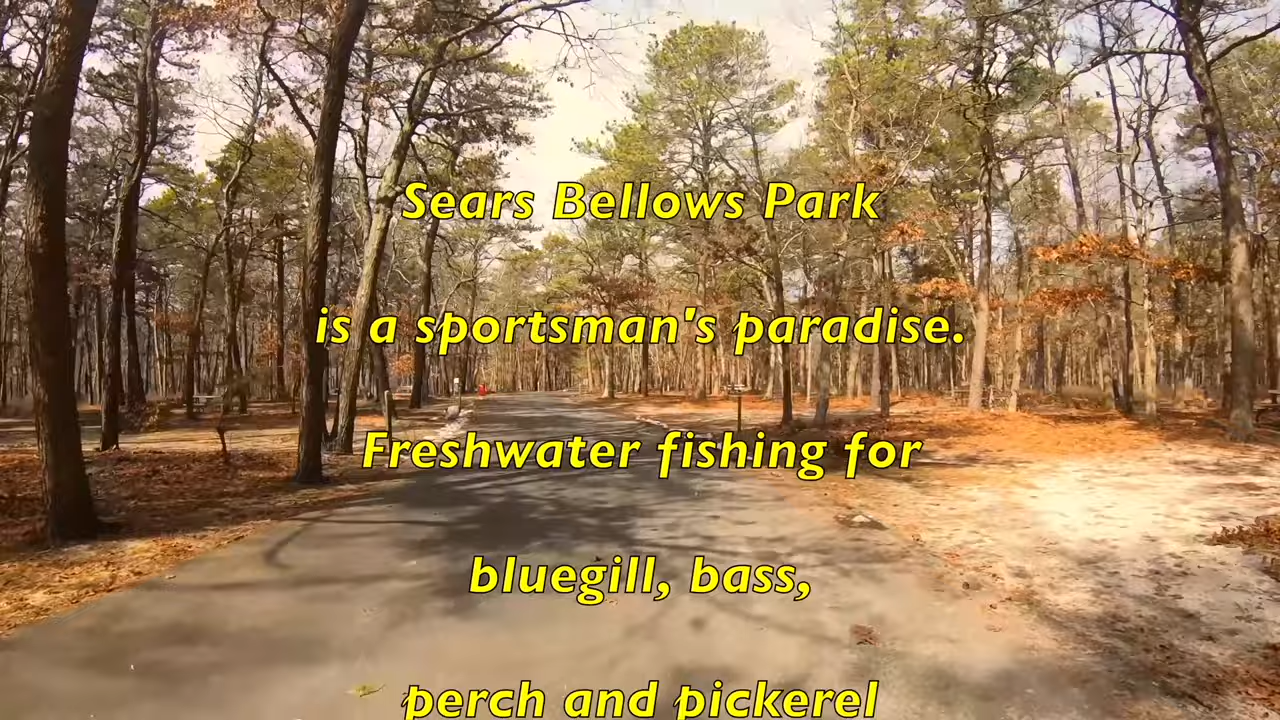 Sears Bellows Park
is a sportsman's paradise.
Freshwater fishing for
bluegill, bass,
perch and pickerel